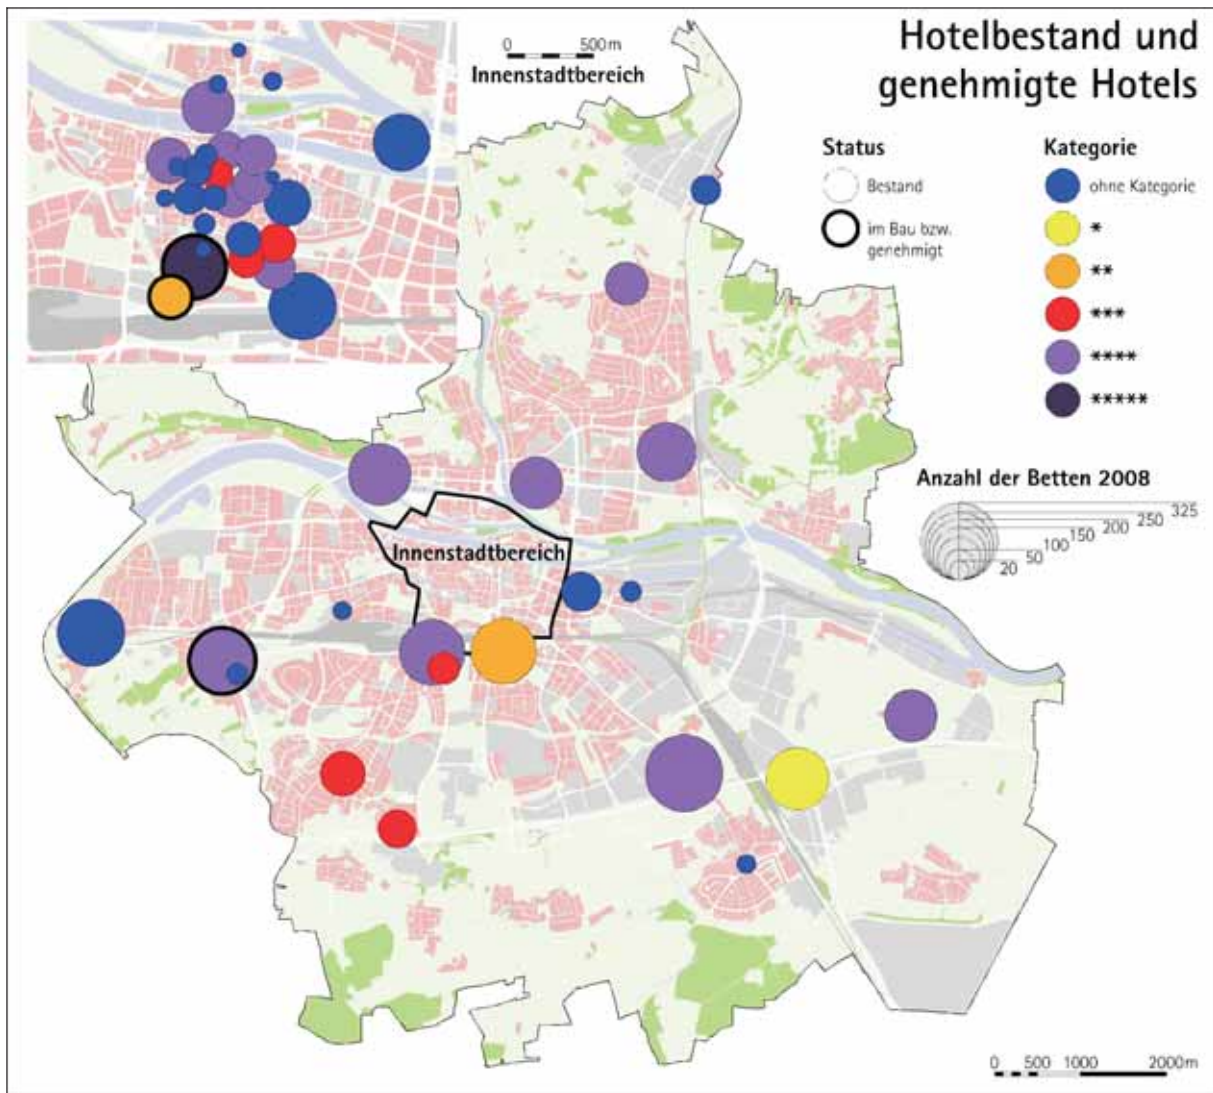 Hotelbestand und
genehmigte Hotels
0 500m
Innenstadtbereich
Status
Bestand
im Bau bzw.
genehmigt
Kategorie
ohne Kategorie
*
**
***
****
*****
Anzahl der Betten 2008
20 50 100 150 200 250 325
Innenstadtbereich
0 500 1000 2000m